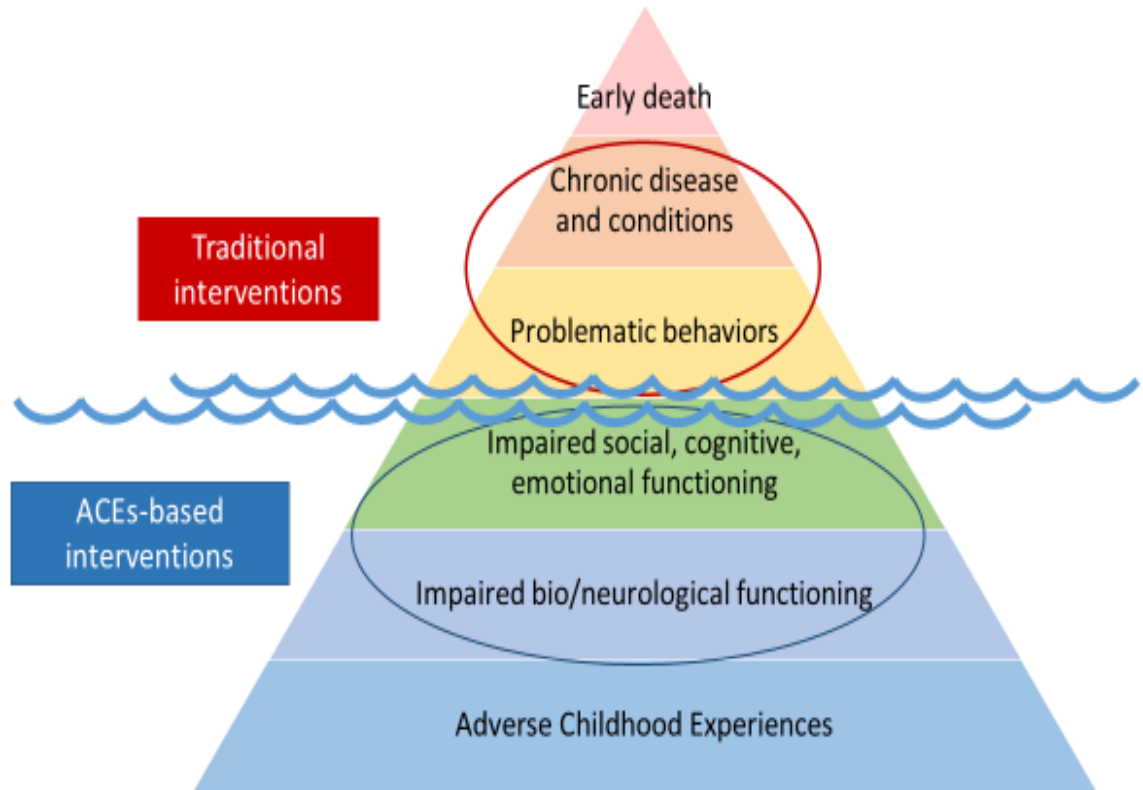 Early death
Chronic disease
and conditions
Traditional
interventions
Problematic behaviors
Impaired social, cognitive,
emotional functioning
ACEs-based
interventions
Impaired bio/neurological functioning
Adverse Childhood Experiences